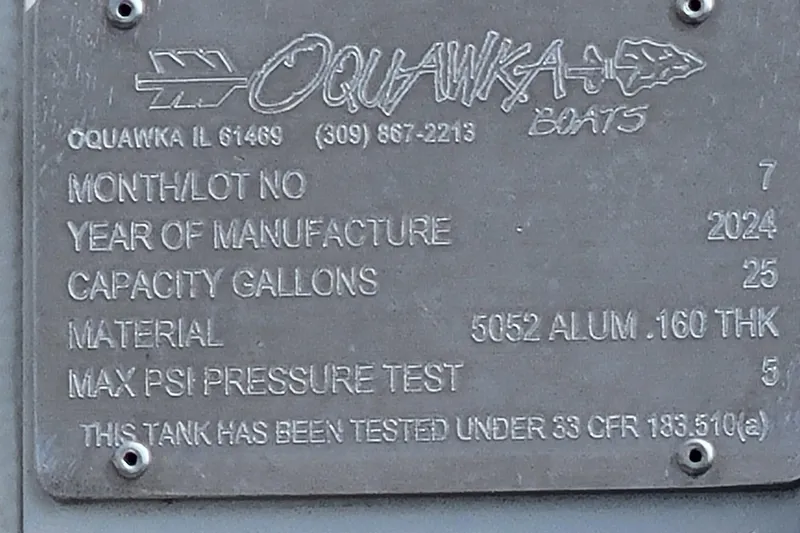 OQUAWKA
BOATS
OQUAWKA IL 61469 (309) 867-2213
MONTH/LOT NO 7
YEAR OF MANUFACTURE 2024
CAPACITY GALLONS 25
MATERIAL 5052 ALUM .160 THK
MAX PSI PRESSURE TEST 5
THIS TANK HAS BEEN TESTED UNDER 33 CFR 183.510(a)